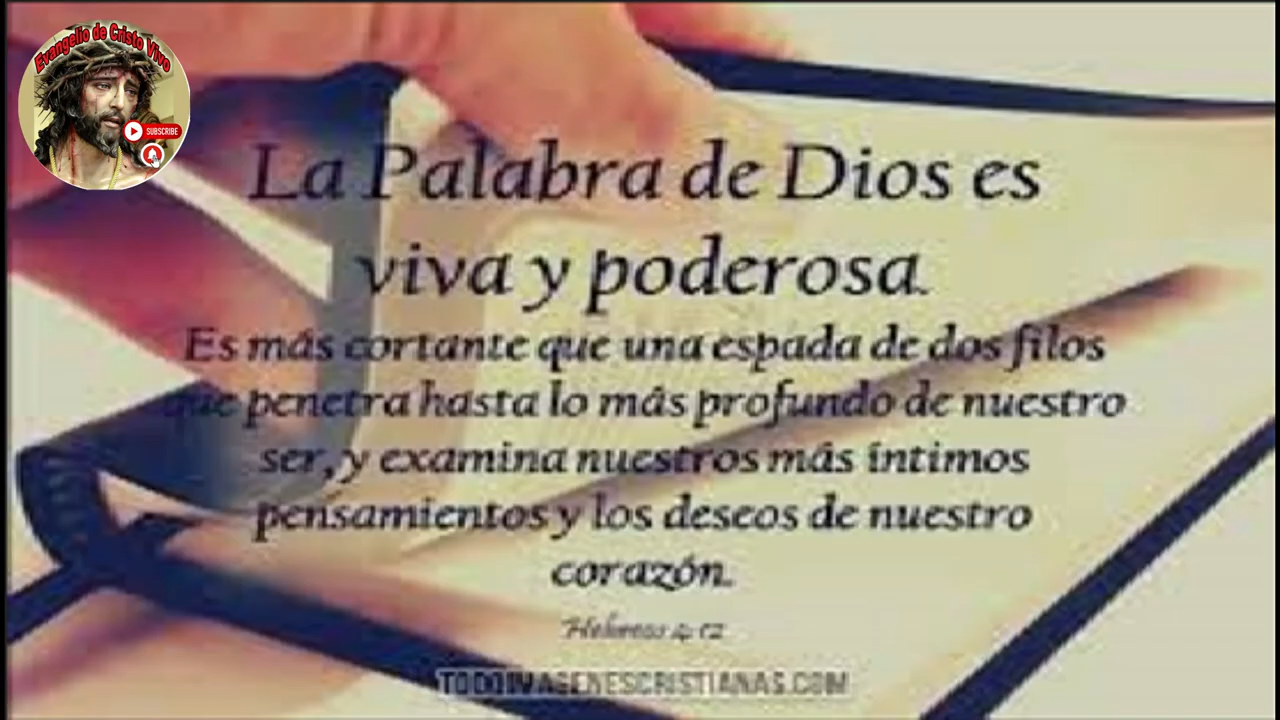 Evangelio de Cristo Vivo
SUBSCRIBE
La Palabra de Dios es
viva y poderosa.
Es más cortante que una espada de dos filos
que penetra hasta lo más profundo de nuestro
ser, y examina nuestros más íntimos
pensamientos y los deseos de nuestro
corazón.
Hebreos 4:12
TODOIMAGENESCRISTIANAS.COM